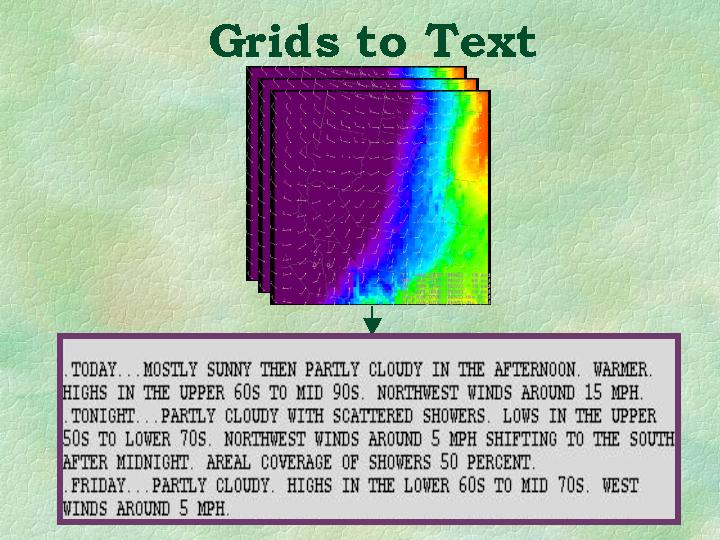 Grids to Text
.TODAY...MOSTLY SUNNY THEN PARTLY CLOUDY IN THE AFTERNOON. WARMER.
HIGHS IN THE UPPER 60S TO MID 90S. NORTHWEST WINDS AROUND 15 MPH.
.TONIGHT...PARTLY CLOUDY WITH SCATTERED SHOWERS. LOWS IN THE UPPER
50S TO LOWER 70S. NORTHWEST WINDS AROUND 5 MPH SHIFTING TO THE SOUTH
AFTER MIDNIGHT. AREAL COVERAGE OF SHOWERS 50 PERCENT.
.FRIDAY...PARTLY CLOUDY. HIGHS IN THE LOWER 60S TO MID 70S. WEST
WINDS AROUND 5 MPH.